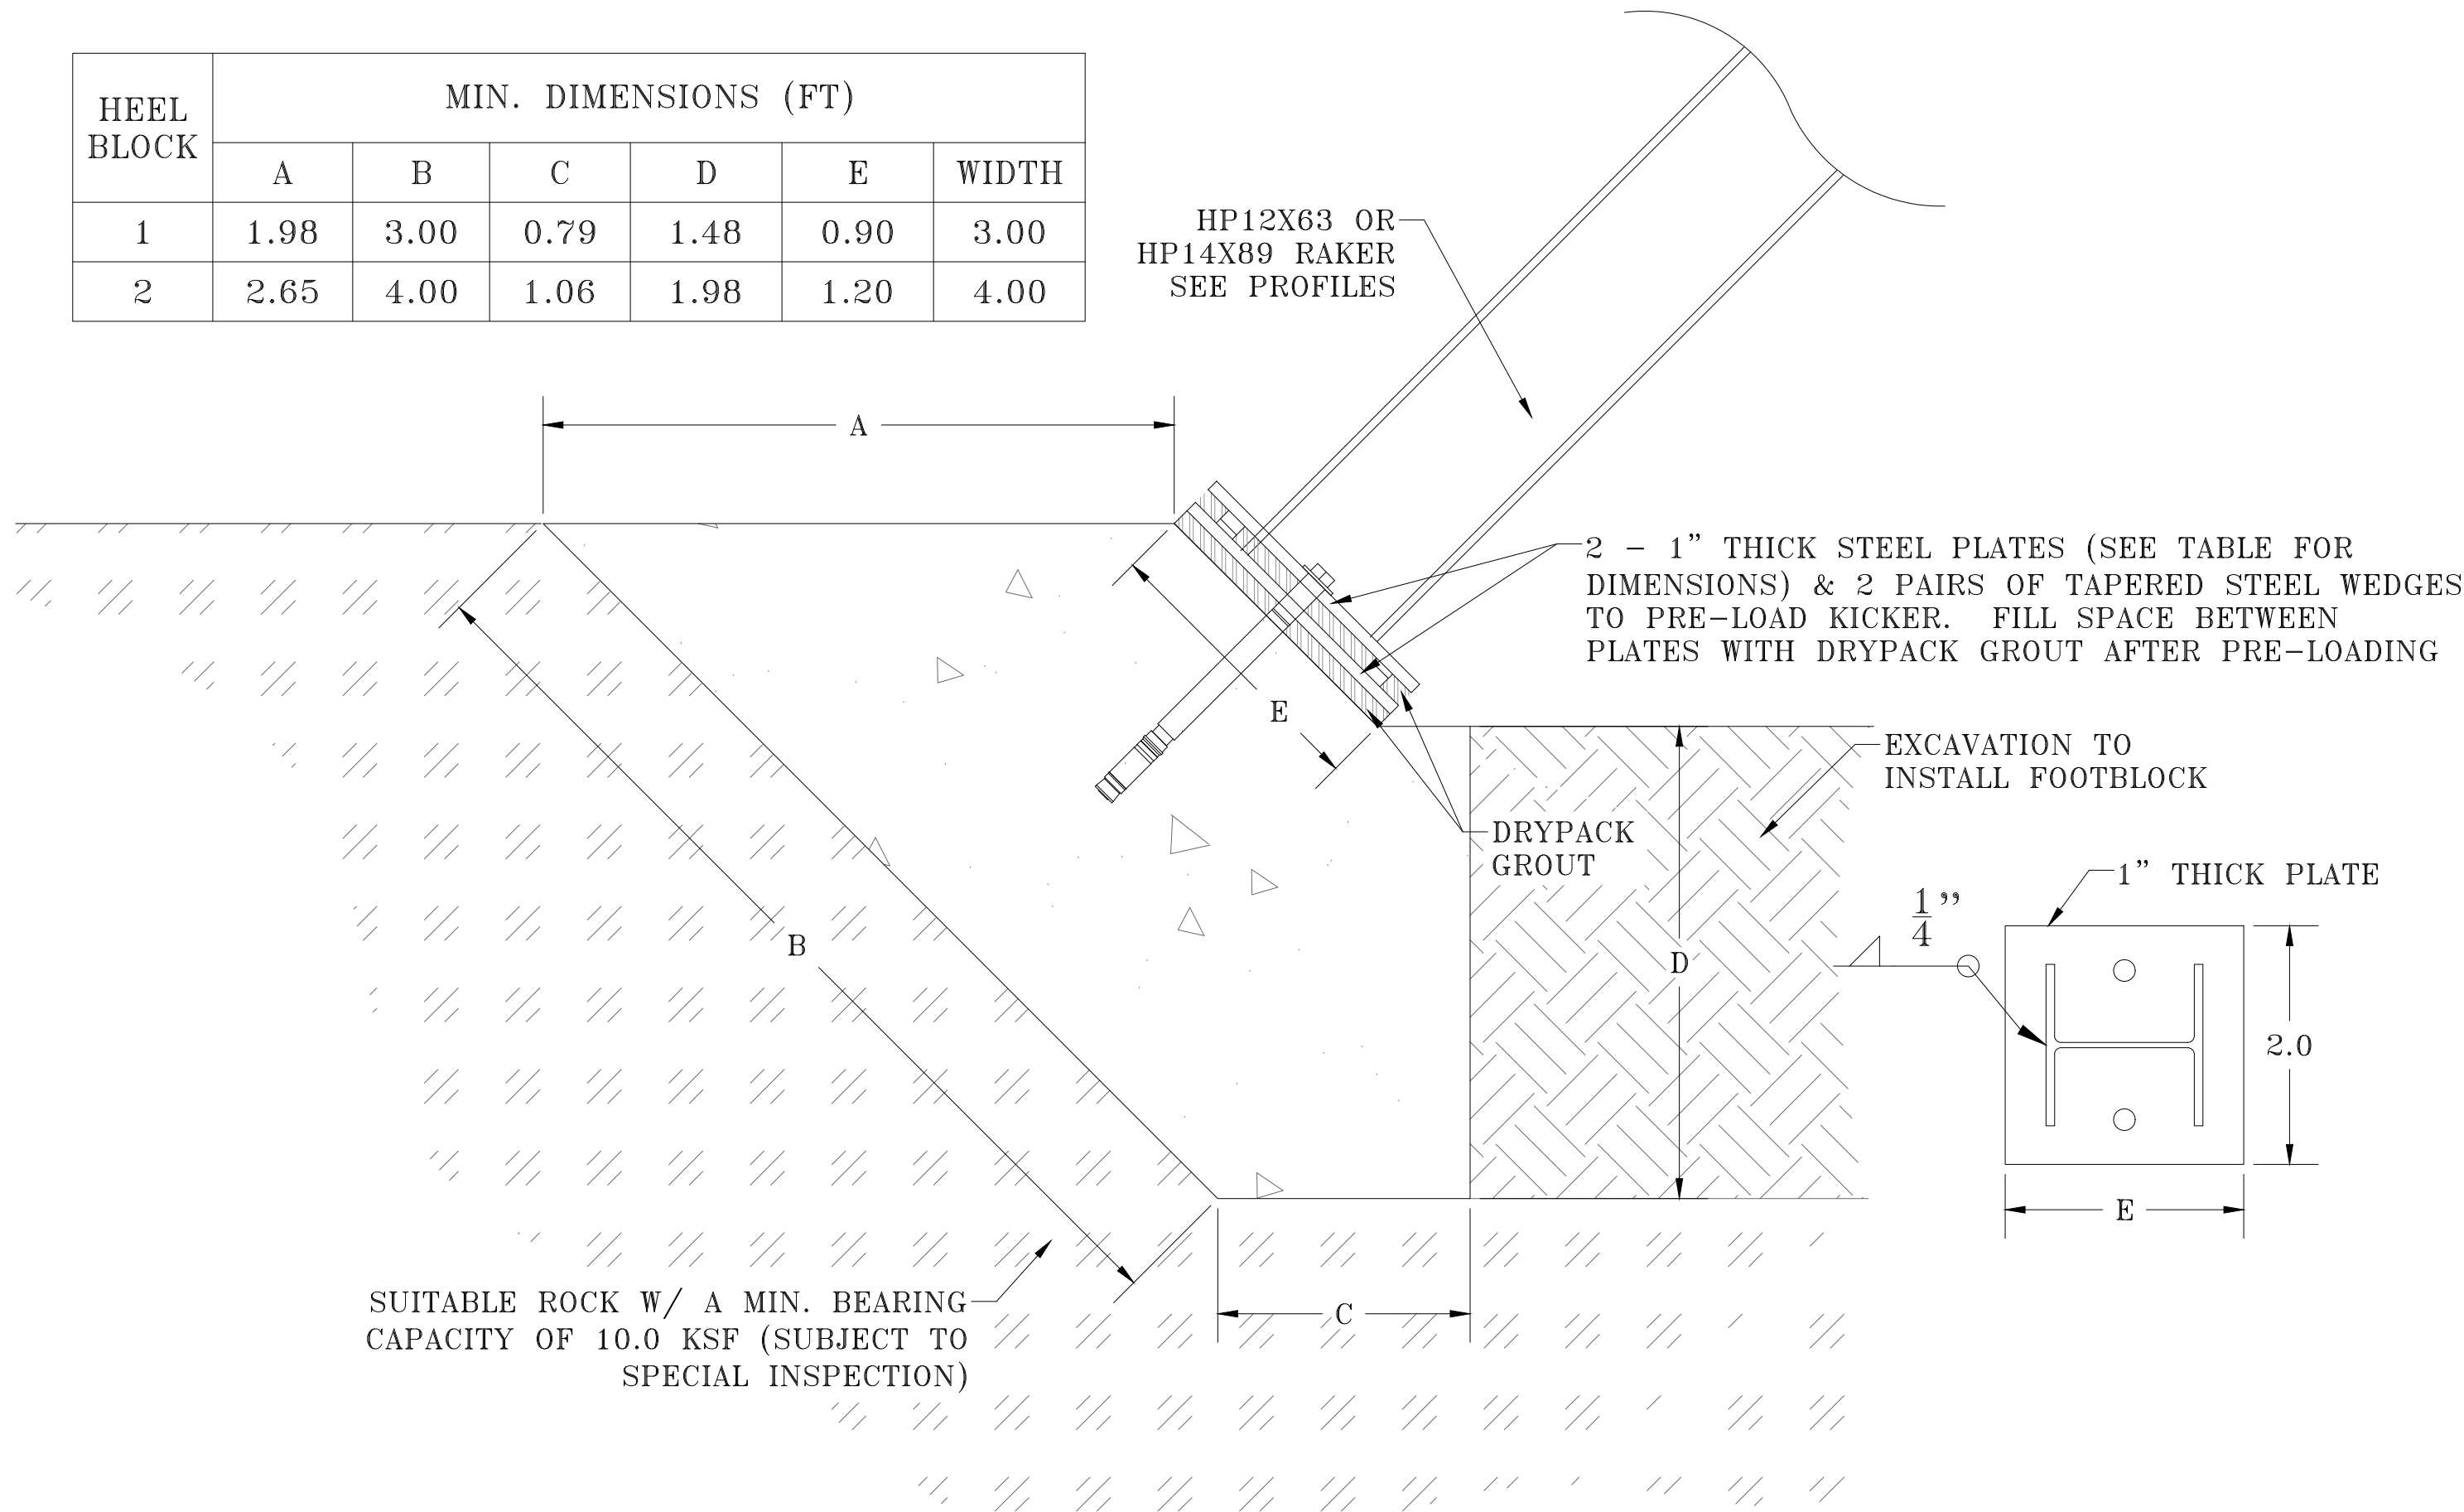 HEEL
BLOCK
MIN. DIMENSIONS (FT)
A B C D E WIDTH
1 1.98 3.00 0.79 1.48 0.90 3.00
2 2.65 4.00 1.06 1.98 1.20 4.00
HP12X63 OR
HP14X89 RAKER
SEE PROFILES
A
2 - 1" THICK STEEL PLATES (SEE TABLE FOR
DIMENSIONS) & 2 PAIRS OF TAPERED STEEL WEDGES
TO PRE-LOAD KICKER. FILL SPACE BETWEEN
PLATES WITH DRYPACK GROUT AFTER PRE-LOADING
E
EXCAVATION TO
INSTALL FOOTBLOCK
DRYPACK
GROUT
1" THICK PLATE
1/4"
B
D
2.0
E
SUITABLE ROCK W/ A MIN. BEARING
CAPACITY OF 10.0 KSF (SUBJECT TO
SPECIAL INSPECTION)
C